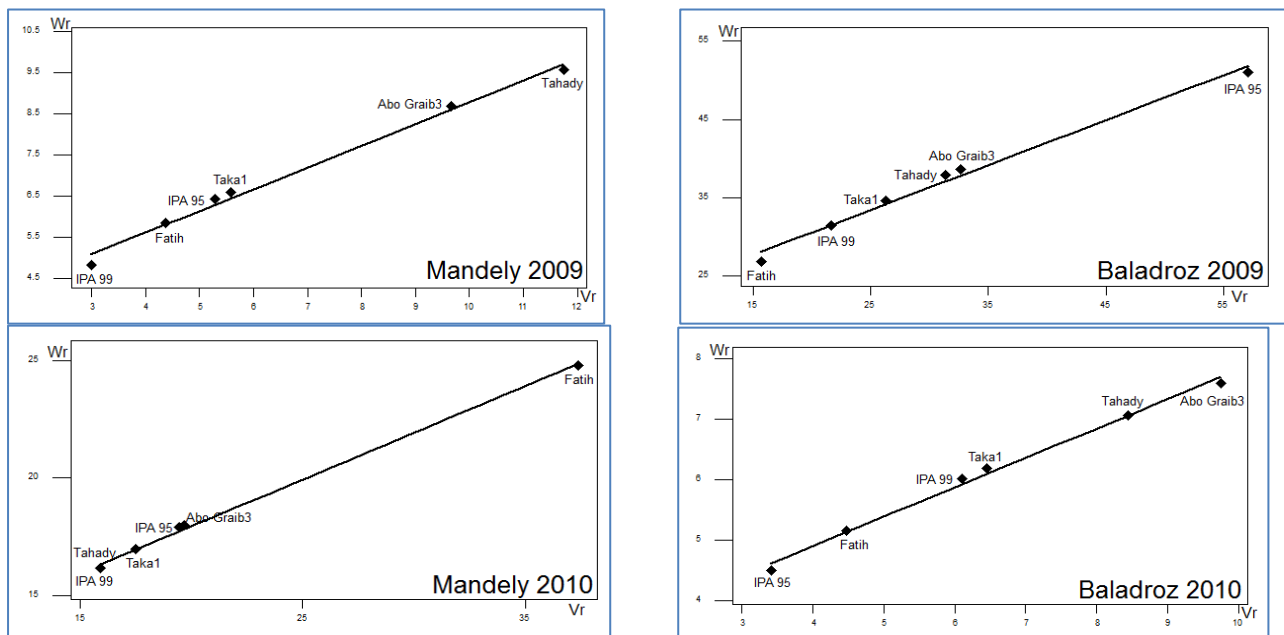 Wr
10.5
9.5
8.5
7.5
6.5
5.5
4.5
Tahady
Abo Graib3
Taka1
IPA 95
Fatih
IPA 99
Mandely 2009
3 4 5 6 7 8 9 10 11 12
Vr
Wr
55
45
35
25
IPA 95
Abo Graib3
Tahady
Taka1
IPA 99
Fatih
Baladroz 2009
15 25 35 45 55
Vr
Wr
25
20
15
Fatih
IPA 95
Abo Graib3
Tahady
Taka1
IPA 99
Mandely 2010
15 25 35
Vr
Wr
8
7
6
5
4
Tahady
Abo Graib3
Taka1
IPA 99
Fatih
IPA 95
Baladroz 2010
3 4 5 6 7 8 9 10
Vr